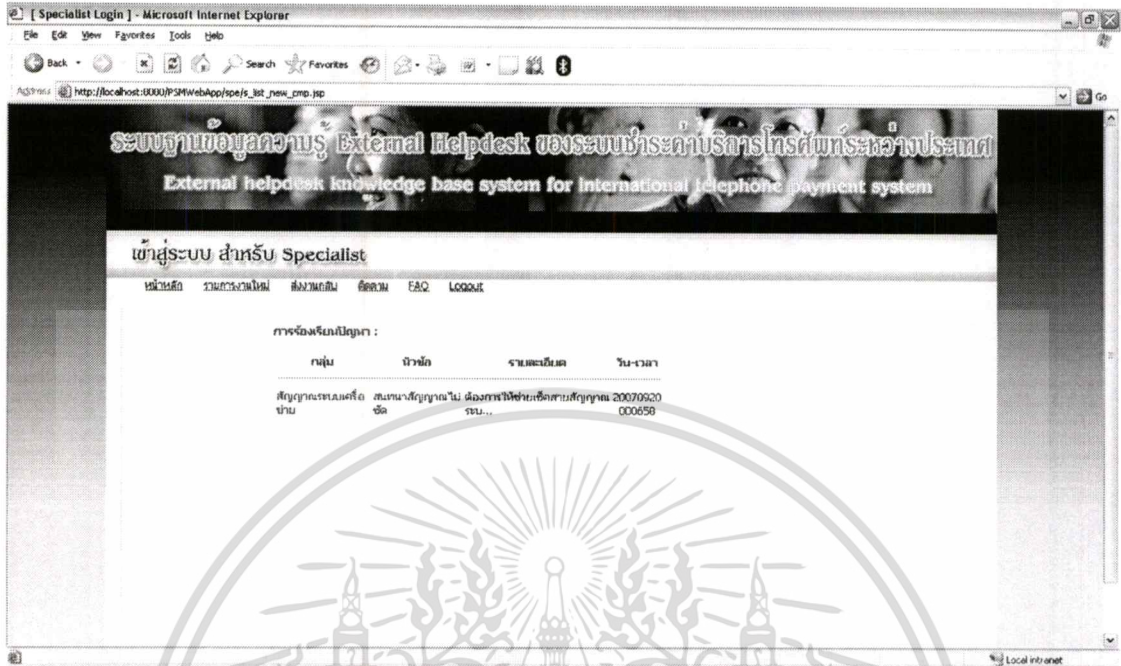 [ Specialist Login ] - Microsoft Internet Explorer
File Edit View Favorites Tools Help
Back Search Favorites
Address http://localhost:8080/PSMWebApp/spe/s_list_new_cmp.jsp Go
ระบบฐานข้อมูลความรู้ External Helpdesk ของระบบชำระค่าบริการโทรศัพท์ระหว่างประเทศ
External helpdesk knowledge base system for international telephone payment system
เข้าสู่ระบบ สำหรับ Specialist
หน้าหลัก รายการงานใหม่ ส่งงานกลับ ติดตาม FAQ Logout
การร้องเรียนปัญหา :
กลุ่ม หัวข้อ รายละเอียด วัน-เวลา
สัญญาณระบบเครือ สนทนาสัญญาณไม่ ต้องการให้ช่วยเช็คสายสัญญาณ 20070920
ข่าย ชัด ระบ... 000658
Local intranet